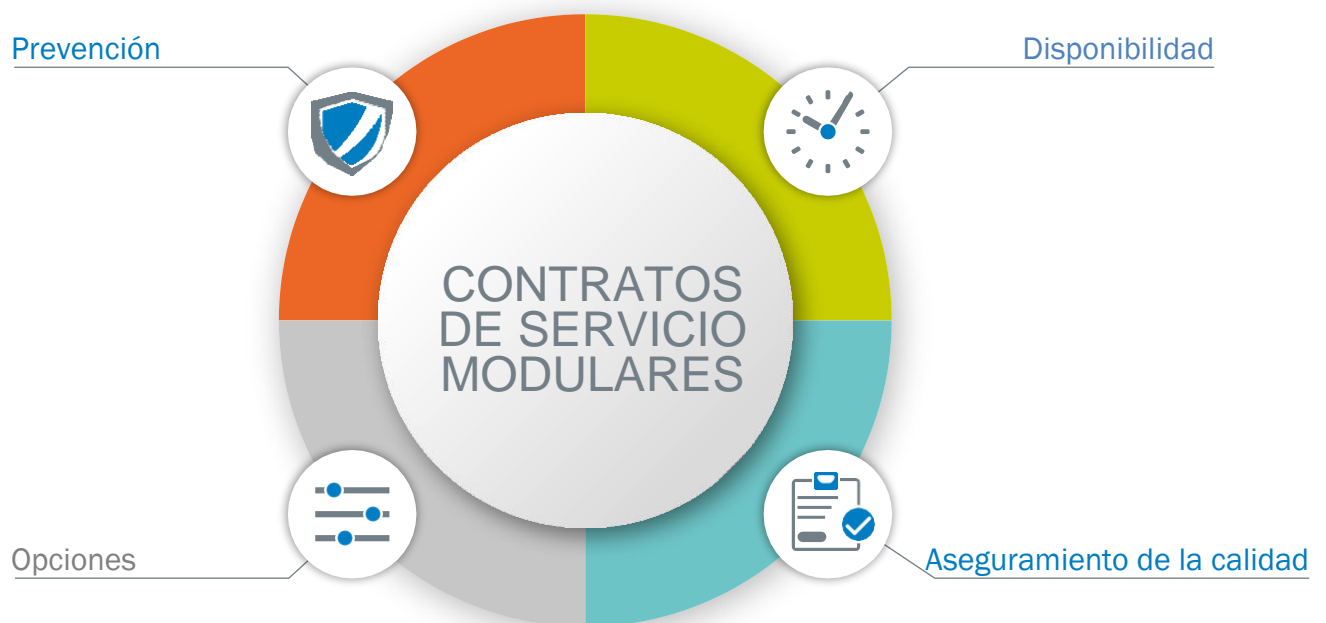 Prevención
Disponibilidad
CONTRATOS
DE SERVICIO
MODULARES
Opciones
Aseguramiento de la calidad